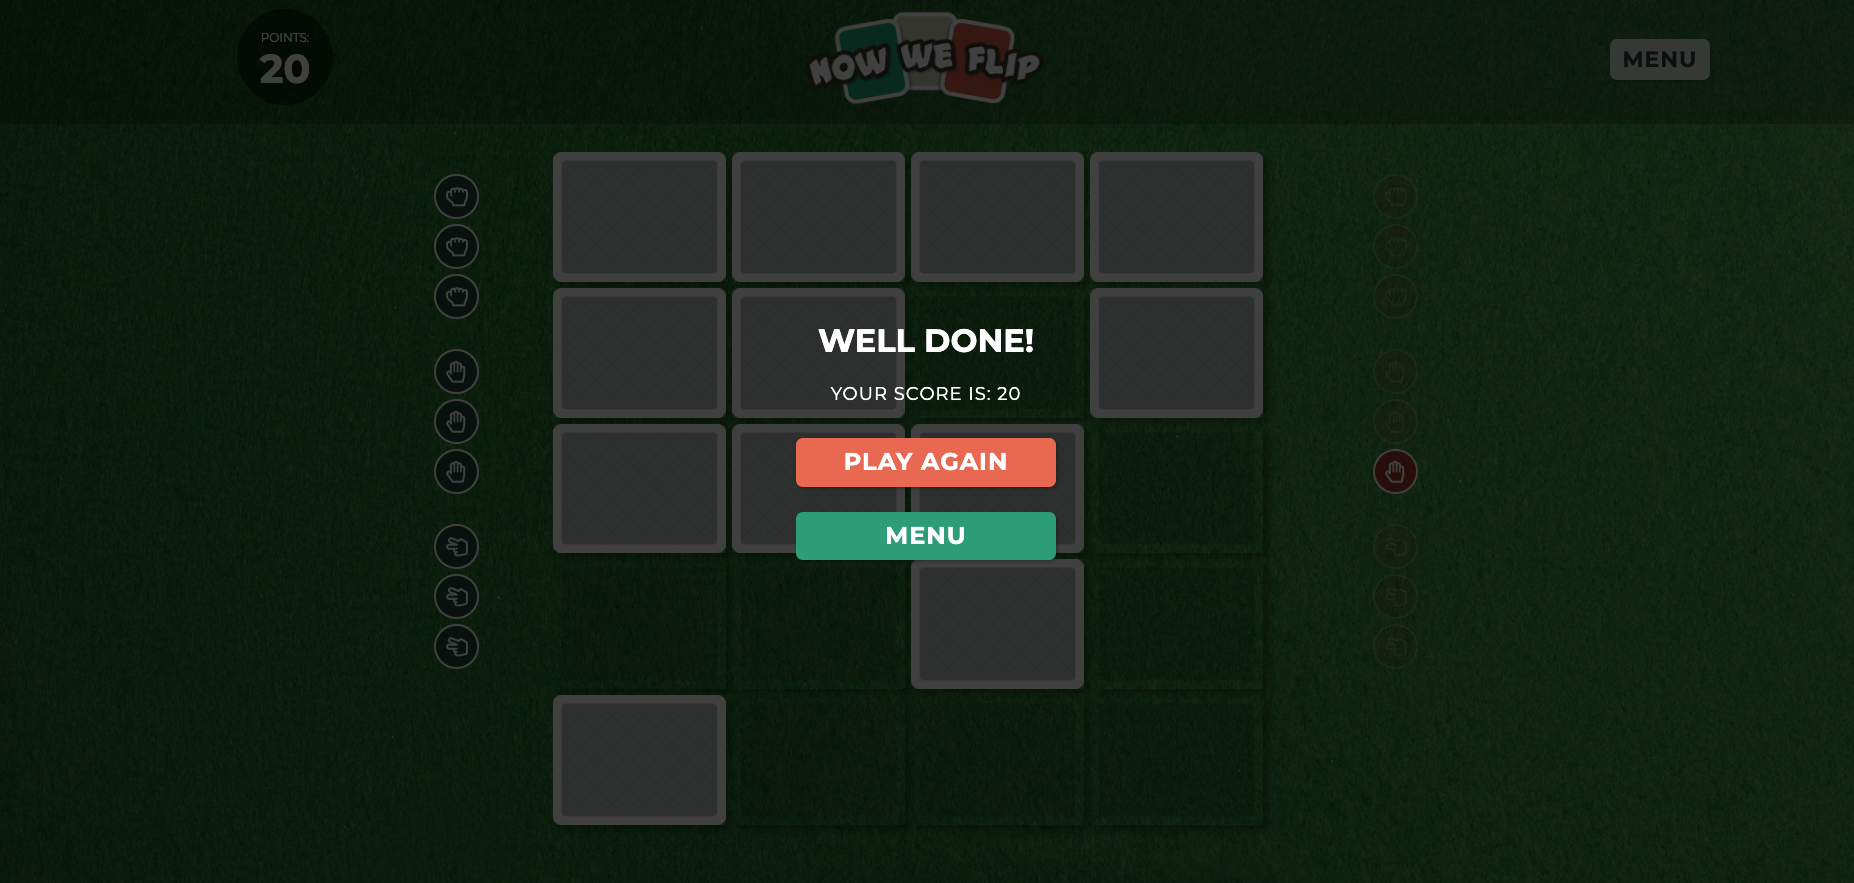 POINTS:
20
NOW WE FLIP
MENU
WELL DONE!
YOUR SCORE IS: 20
PLAY AGAIN
MENU